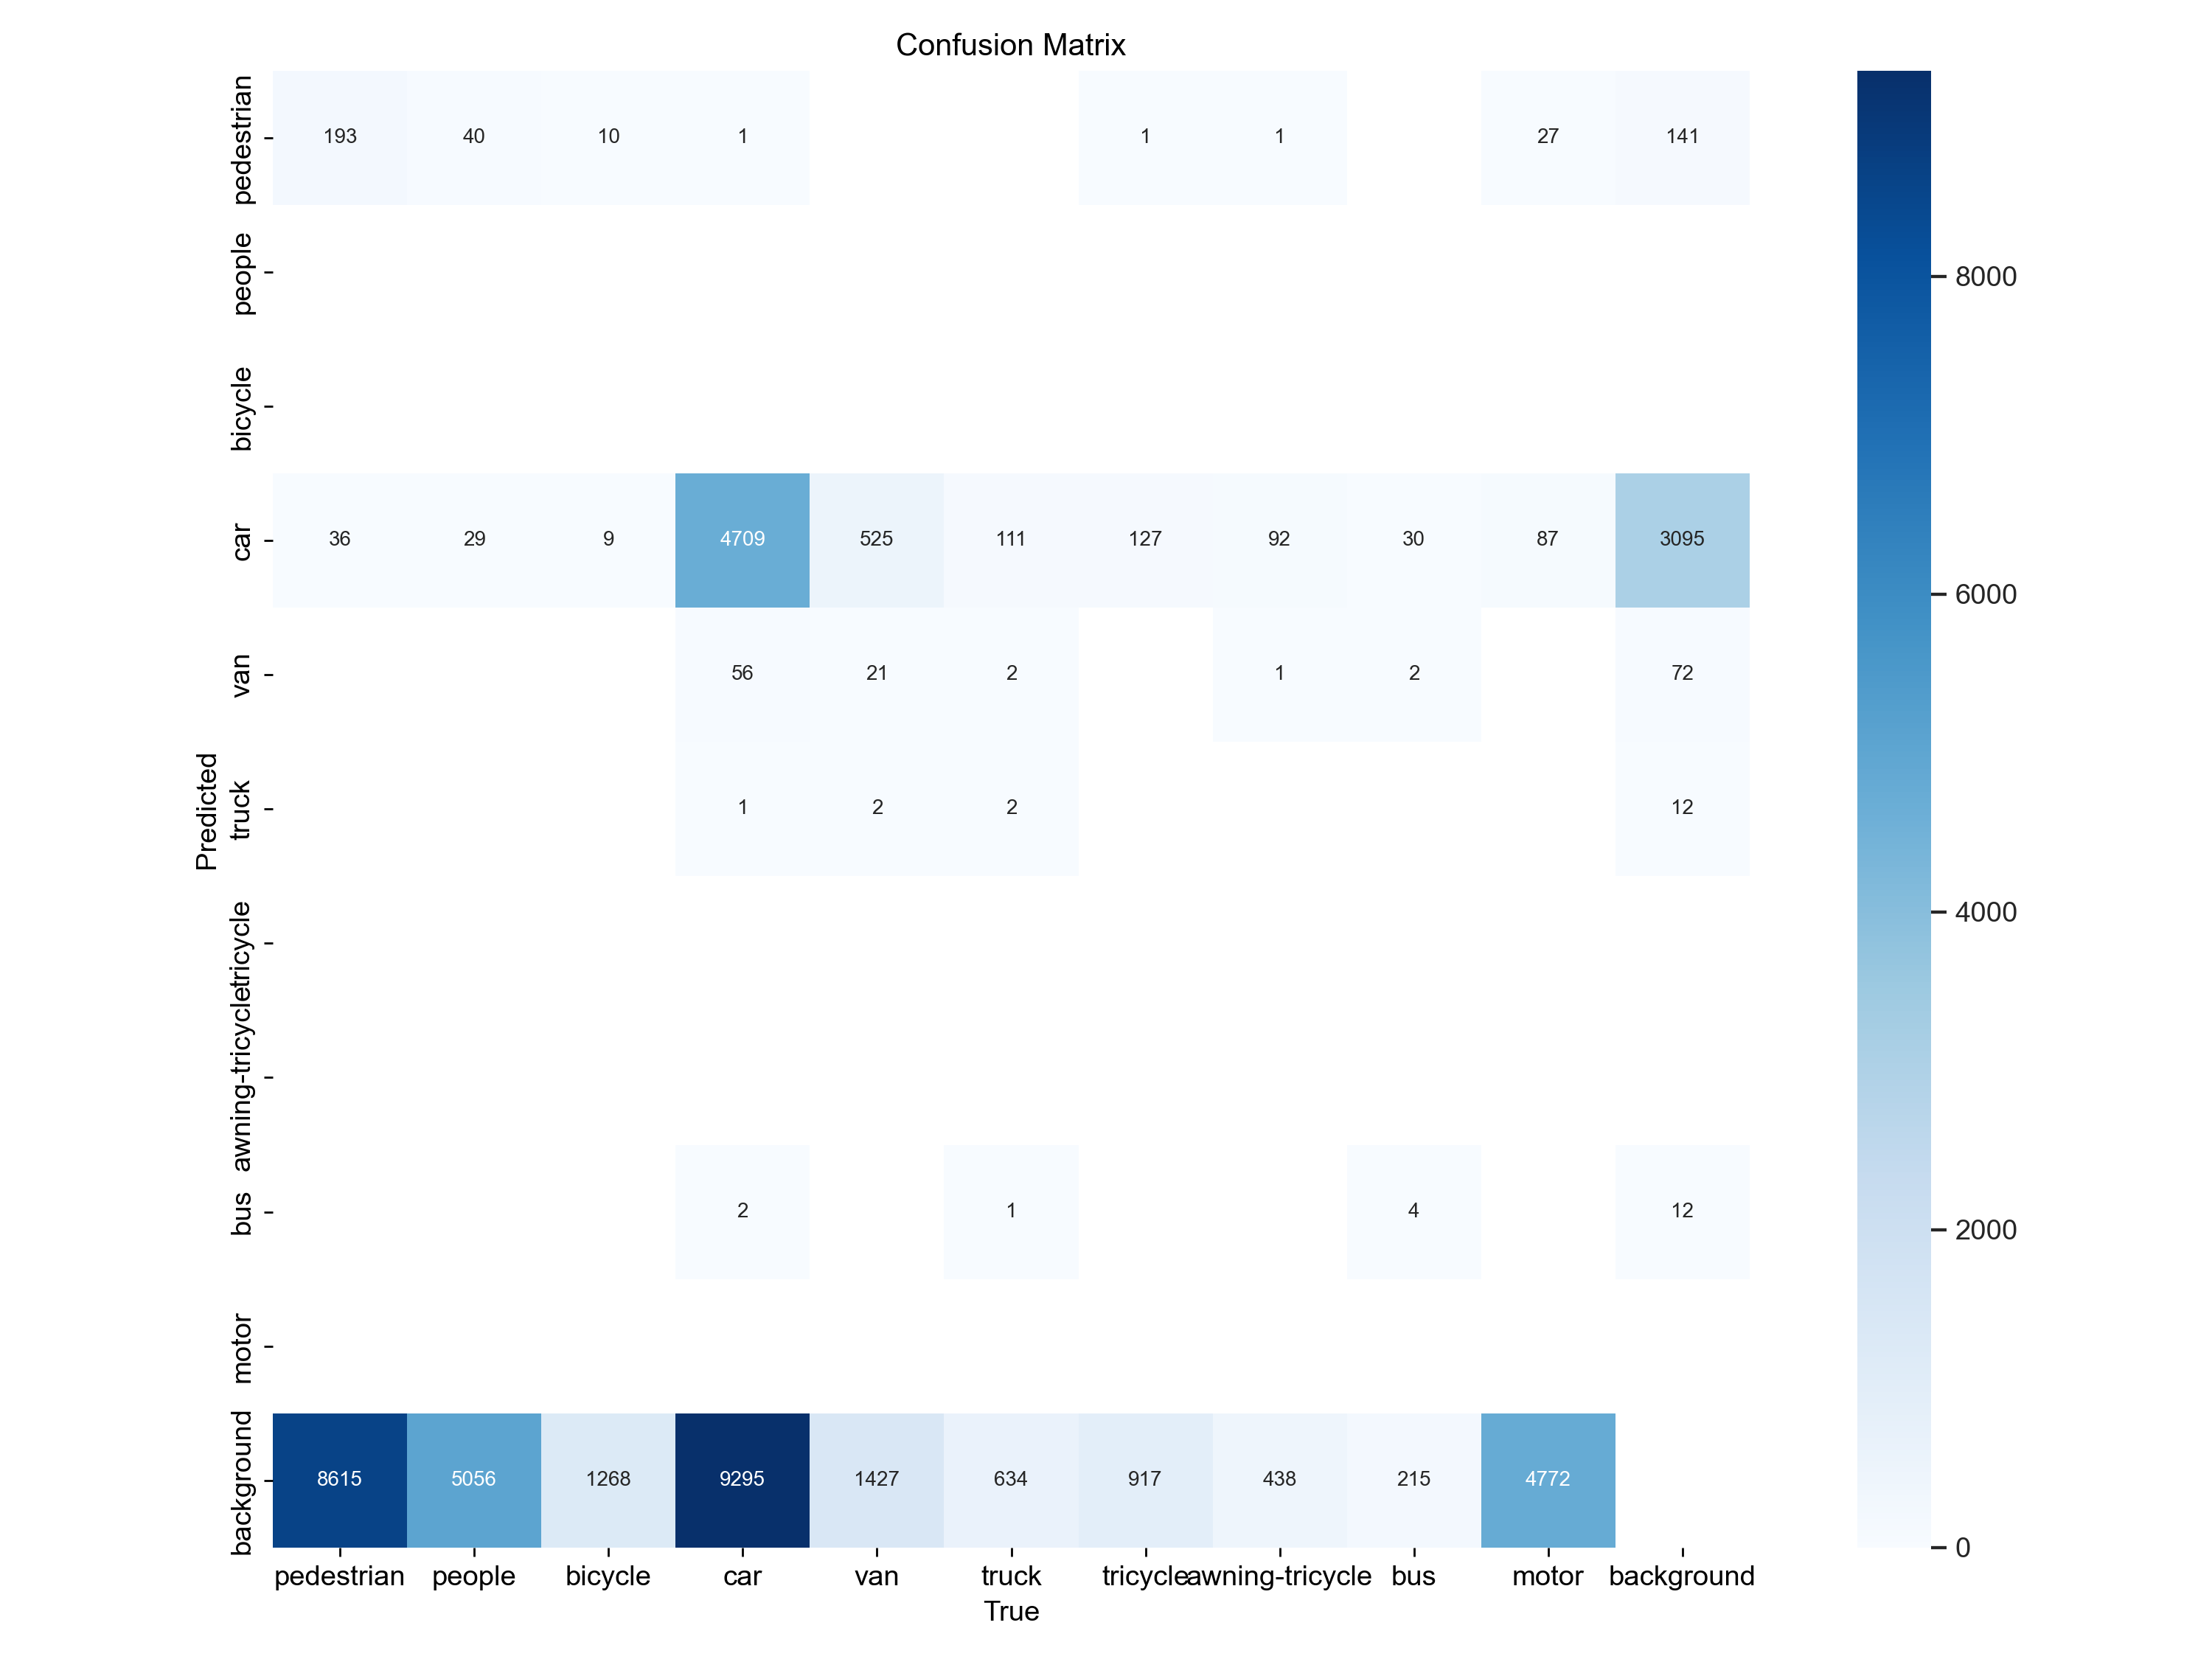 Confusion Matrix
pedestrian 193 40 10 1 1 1 27 141
people
bicycle
car 36 29 9 4709 525 111 127 92 30 87 3095
van 56 21 2 1 2 72
truck 1 2 2 12
tricycle
awning-tricycle
bus 2 1 4 12
motor
background 8615 5056 1268 9295 1427 634 917 438 215 4772
Predicted
pedestrian people bicycle car van truck tricycle awning-tricycle bus motor background
True
8000
6000
4000
2000
0